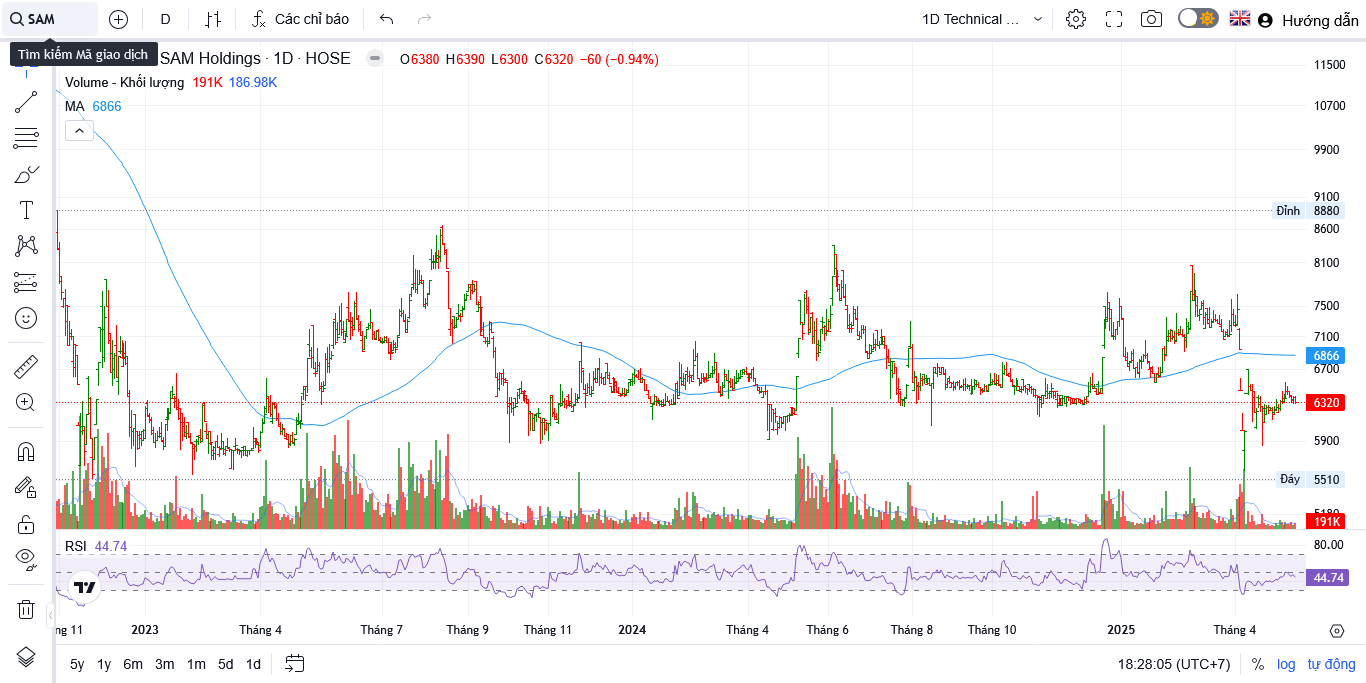 SAM
D
Các chỉ báo
1D Technical ...
Hướng dẫn
Tìm kiếm Mã giao dịch
SAM Holdings · 1D · HOSE
O6380 H6390 L6300 C6320 −60 (−0.94%)
Volume - Khối lượng 191K 186.98K
MA 6866
11500
10700
9900
9100
Đỉnh 8880
8600
8100
7500
7100
6866
6700
6320
5900
Đáy 5510
5180
191K
RSI 44.74
80.00
44.74
ng 11 2023 Tháng 4 Tháng 7 Tháng 9 Tháng 11 2024 Tháng 4 Tháng 6 Tháng 8 Tháng 10 2025 Tháng 4
5y 1y 6m 3m 1m 5d 1d
18:28:05 (UTC+7) % log tự động